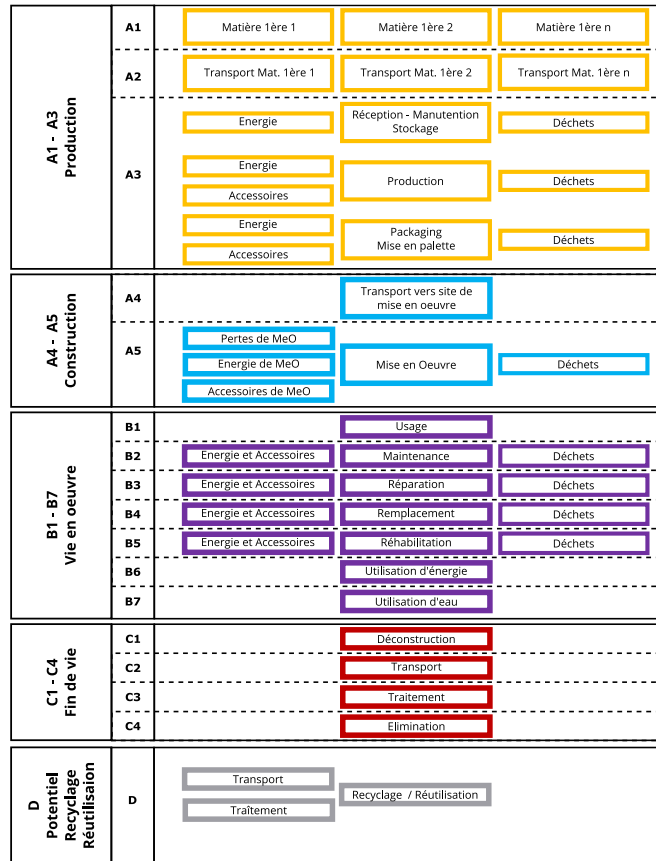 A1 - A3
Production
A1
Matière 1ère 1
Matière 1ère 2
Matière 1ère n
A2
Transport Mat. 1ère 1
Transport Mat. 1ère 2
Transport Mat. 1ère n
A3
Energie
Réception - Manutention
Stockage
Déchets
Energie
Accessoires
Production
Déchets
Energie
Accessoires
Packaging
Mise en palette
Déchets
A4 - A5
Construction
A4
Transport vers site de
mise en oeuvre
A5
Pertes de MeO
Energie de MeO
Accessoires de MeO
Mise en Oeuvre
Déchets
B1 - B7
Vie en oeuvre
B1
Usage
B2
Energie et Accessoires
Maintenance
Déchets
B3
Energie et Accessoires
Réparation
Déchets
B4
Energie et Accessoires
Remplacement
Déchets
B5
Energie et Accessoires
Réhabilitation
Déchets
B6
Utilisation d'énergie
B7
Utilisation d'eau
C1 - C4
Fin de vie
C1
Déconstruction
C2
Transport
C3
Traitement
C4
Elimination
D
Potentiel
Recyclage
Réutilisaion
D
Transport
Traîtement
Recyclage / Réutilisation